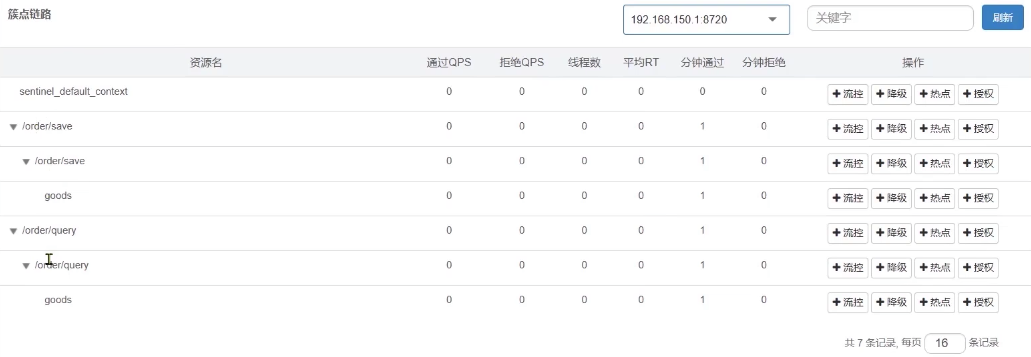 簇点链路
192.168.150.1:8720 关键字 刷新
资源名 通过QPS 拒绝QPS 线程数 平均RT 分钟通过 分钟拒绝 操作
sentinel_default_context 0 0 0 0 0 0 + 流控 + 降级 + 热点 + 授权
/order/save 0 0 0 0 1 0 + 流控 + 降级 + 热点 + 授权
/order/save 0 0 0 0 1 0 + 流控 + 降级 + 热点 + 授权
goods 0 0 0 0 1 0 + 流控 + 降级 + 热点 + 授权
/order/query 0 0 0 0 1 0 + 流控 + 降级 + 热点 + 授权
/order/query 0 0 0 0 1 0 + 流控 + 降级 + 热点 + 授权
goods 0 0 0 0 1 0 + 流控 + 降级 + 热点 + 授权
共 7 条记录, 每页 16 条记录